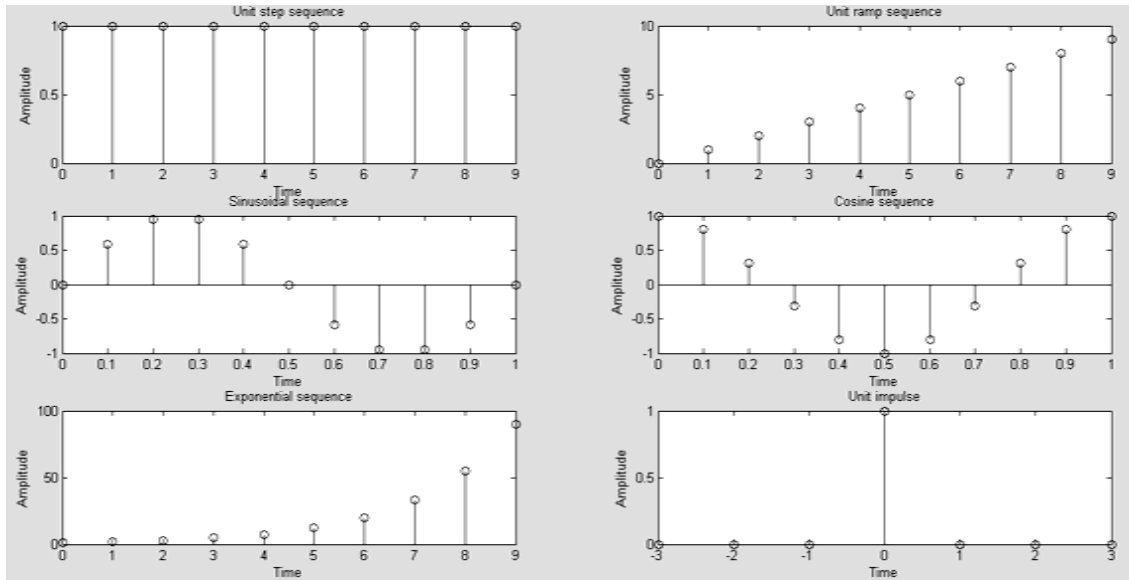 Unit step sequence
1
0.5
0
Amplitude
0 1 2 3 4 5 6 7 8 9
Time
Unit ramp sequence
10
5
0
Amplitude
0 1 2 3 4 5 6 7 8 9
Time
Sinusoidal sequence
1
0.5
0
-0.5
-1
Amplitude
0 0.1 0.2 0.3 0.4 0.5 0.6 0.7 0.8 0.9 1
Time
Cosine sequence
1
0.5
0
-0.5
-1
Amplitude
0 0.1 0.2 0.3 0.4 0.5 0.6 0.7 0.8 0.9 1
Time
Exponential sequence
100
50
0
Amplitude
0 1 2 3 4 5 6 7 8 9
Time
Unit impulse
1
0.5
0
Amplitude
-3 -2 -1 0 1 2 3
Time